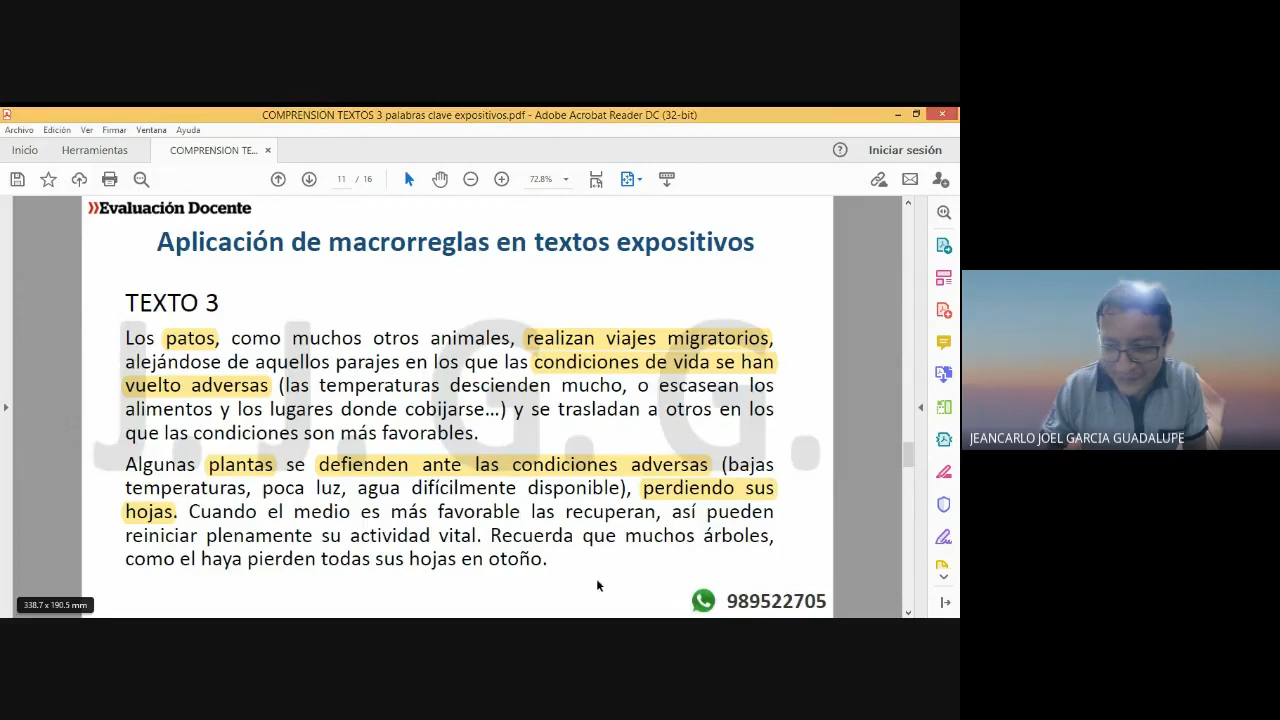 COMPRENSION TEXTOS 3 palabras clave expositivos.pdf - Adobe Acrobat Reader DC (32-bit)
Archivo Edición Ver Firmar Ventana Ayuda
Inicio Herramientas COMPRENSION TE... × Iniciar sesión
11 / 16 72.8%
»Evaluación Docente
Aplicación de macrorreglas en textos expositivos
TEXTO 3
Los patos, como muchos otros animales, realizan viajes migratorios,
alejándose de aquellos parajes en los que las condiciones de vida se han
vuelto adversas (las temperaturas descienden mucho, o escasean los
alimentos y los lugares donde cobijarse...) y se trasladan a otros en los
que las condiciones son más favorables.
Algunas plantas se defienden ante las condiciones adversas (bajas
temperaturas, poca luz, agua difícilmente disponible), perdiendo sus
hojas. Cuando el medio es más favorable las recuperan, así pueden
reiniciar plenamente su actividad vital. Recuerda que muchos árboles,
como el haya pierden todas sus hojas en otoño.
J. J. G. G.
338.7 x 190.5 mm
989522705
JEANCARLO JOEL GARCIA GUADALUPE